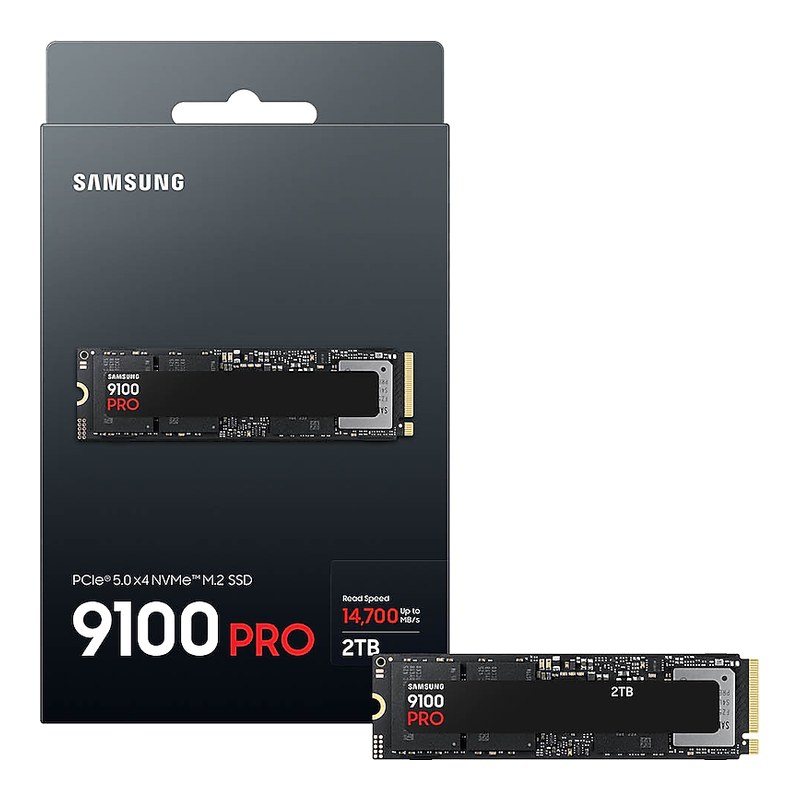 SAMSUNG
SAMSUNG
9100
PRO
PCIe® 5.0 x4 NVMe™ M.2 SSD
9100 PRO
Read Speed
14,700 Up to MB/s
2TB
SAMSUNG
9100
PRO
2TB